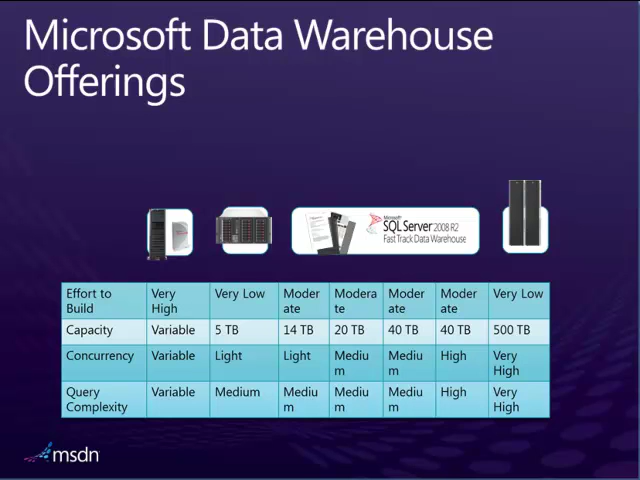 Microsoft Data Warehouse
Offerings
Microsoft
SQL Server 2008 R2
Fast Track Data Warehouse
Effort to Build Very High Very Low Moder ate Modera te Moder ate Moder ate Very Low
Capacity Variable 5 TB 14 TB 20 TB 40 TB 40 TB 500 TB
Concurrency Variable Light Light Mediu m Mediu m High Very High
Query Complexity Variable Medium Mediu m Mediu m Mediu m High Very High
msdn